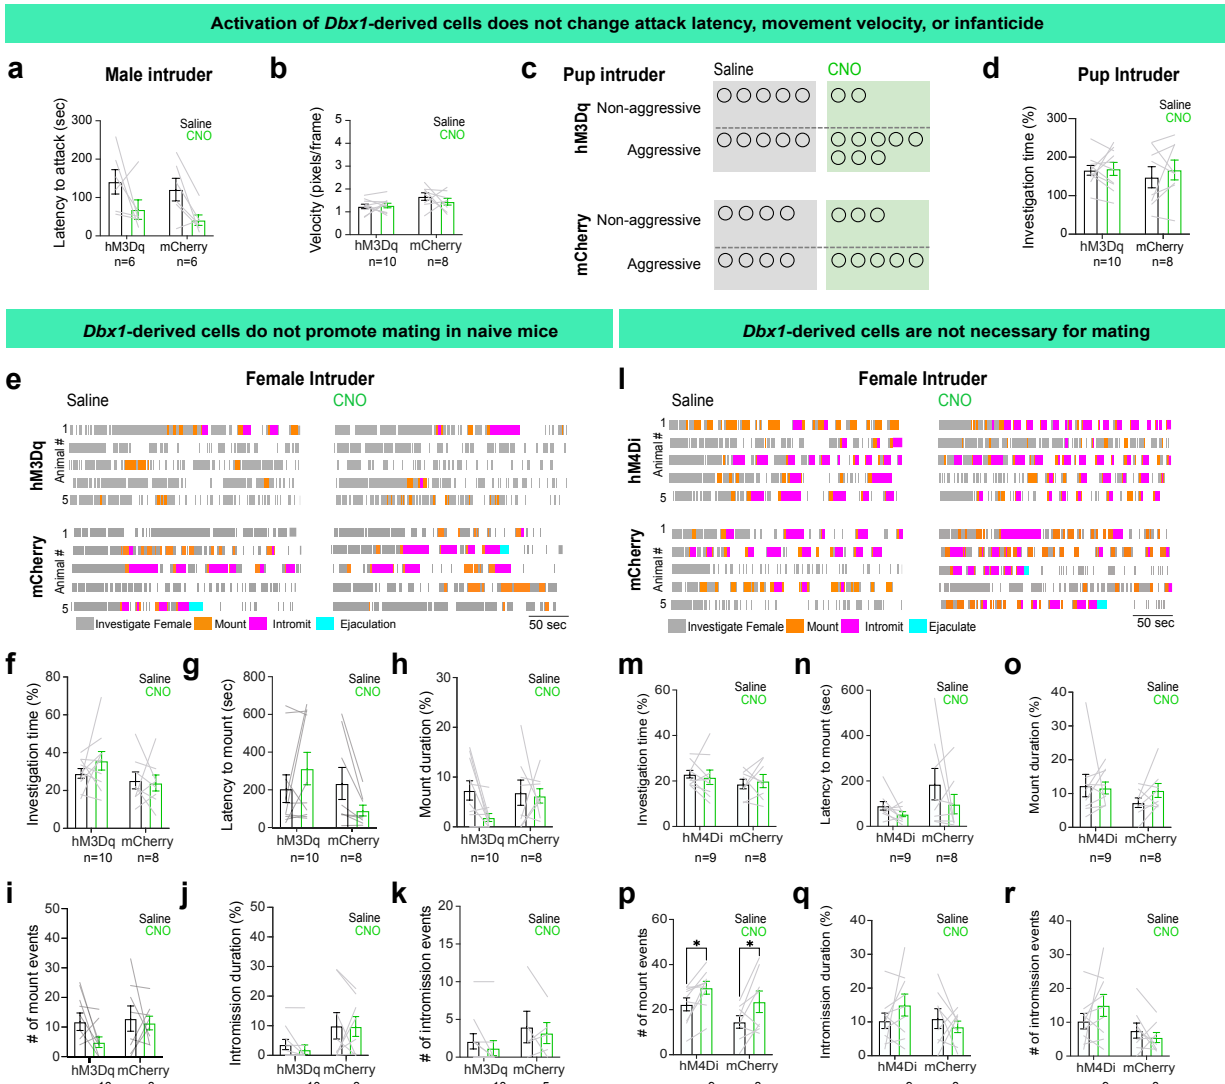 Activation of Dbx1-derived cells does not change attack latency, movement velocity, or infanticide
a
Male intruder
Latency to attack (sec)
300
200
100
0
Saline
CNO
hM3Dq
mCherry
n=6
n=6
b
Velocity (pixels/frame)
5
4
3
2
1
0
Saline
CNO
hM3Dq
mCherry
n=10
n=8
c
Pup intruder
Saline
CNO
hM3Dq
Non-aggressive
Aggressive
mCherry
Non-aggressive
Aggressive
d
Pup Intruder
Investigation time (%)
300
200
100
0
Saline
CNO
hM3Dq
mCherry
n=10
n=8
Dbx1-derived cells do not promote mating in naive mice
Dbx1-derived cells are not necessary for mating
e
Female Intruder
Saline
CNO
hM3Dq
Animal #
1
5
mCherry
Animal #
1
5
50 sec
Investigate Female
Mount
Intromit
Ejaculation
l
Female Intruder
Saline
CNO
hM4Di
Animal #
1
5
mCherry
Animal #
1
5
50 sec
Investigate Female
Mount
Intromit
Ejaculate
f
Investigation time (%)
80
60
40
20
0
Saline
CNO
hM3Dq
mCherry
n=10
n=8
g
Latency to mount (sec)
800
600
400
200
0
Saline
CNO
hM3Dq
mCherry
n=10
n=8
h
Mount duration (%)
30
20
10
0
Saline
CNO
hM3Dq
mCherry
n=10
n=8
m
Investigation time (%)
60
40
20
0
Saline
CNO
hM4Di
mCherry
n=9
n=8
n
Latency to mount (sec)
600
400
200
0
Saline
CNO
hM4Di
mCherry
n=9
n=8
o
Mount duration (%)
40
30
20
10
0
Saline
CNO
hM4Di
mCherry
n=9
n=8
i
# of mount events
50
40
30
20
10
0
Saline
CNO
hM3Dq
mCherry
j
Intromission duration (%)
50
40
30
20
10
0
Saline
CNO
hM3Dq
mCherry
k
# of intromission events
20
15
10
5
0
Saline
CNO
hM3Dq
mCherry
p
# of mount events
60
40
20
0
Saline
CNO
*
*
hM4Di
mCherry
q
Intromission duration (%)
50
40
30
20
10
0
Saline
CNO
hM4Di
mCherry
r
# of intromission events
50
40
30
20
10
0
Saline
CNO
hM4Di
mCherry